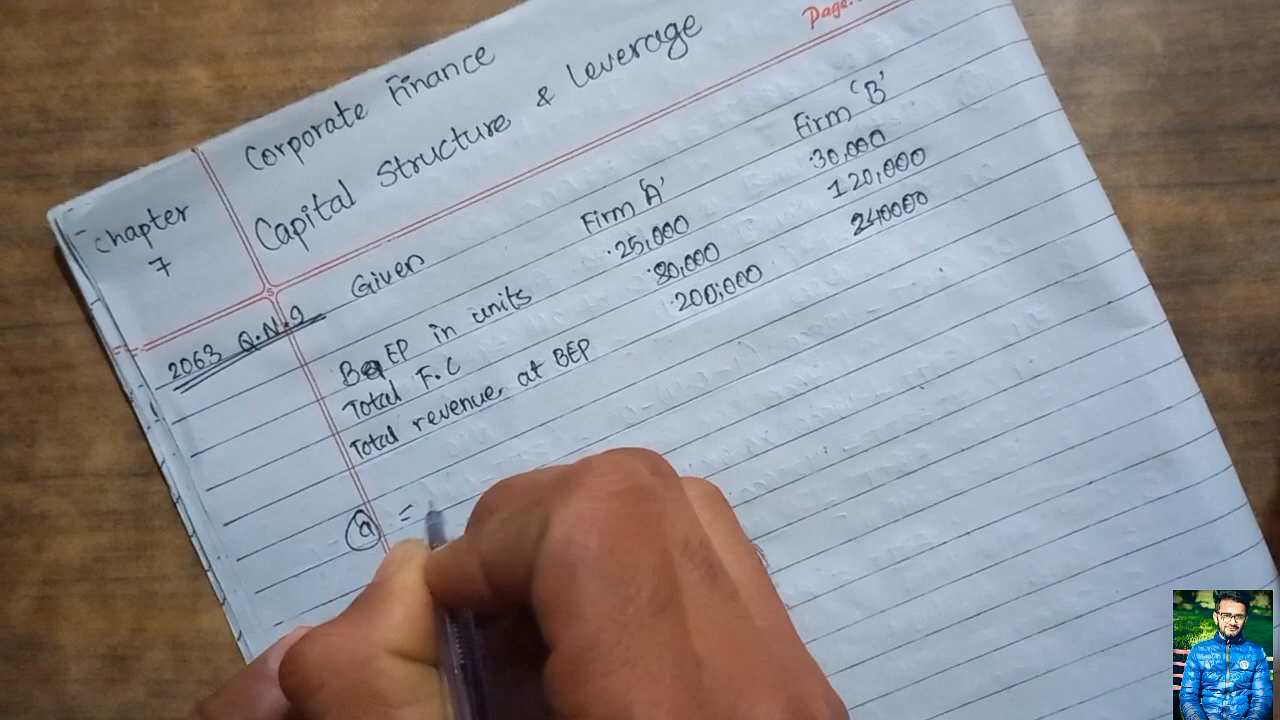 Page.
Corporate Finance
Chapter 7
Capital Structure & Leverage
2063 Q.N.9
Given Firm 'A' Firm 'B'
BEP in units 25,000 30,000
Total F.C 80,000 120,000
Total revenue at BEP 200,000 240000
a =